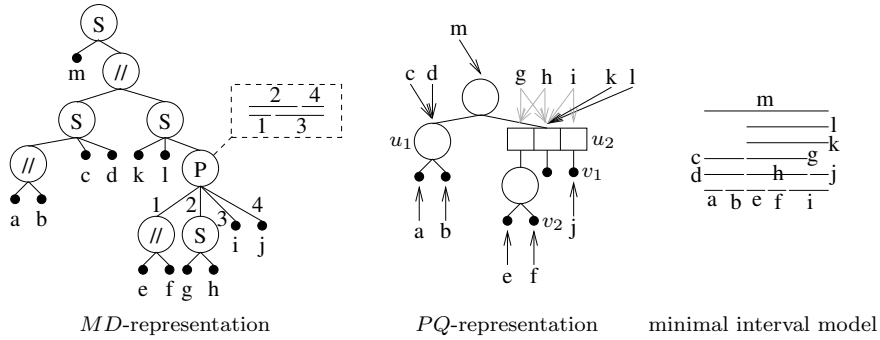 S
m
//
2 4
1 3
S
S
//
c d
k l
P
a b
1 2 3 4
//
S
i j
e f g h
MD-representation
m
c d
g h i
k l
u1
u2
v1
v2
a b
j
e f
PQ-representation
m
l
k
c
g
d
h
j
a b e f i
minimal interval model